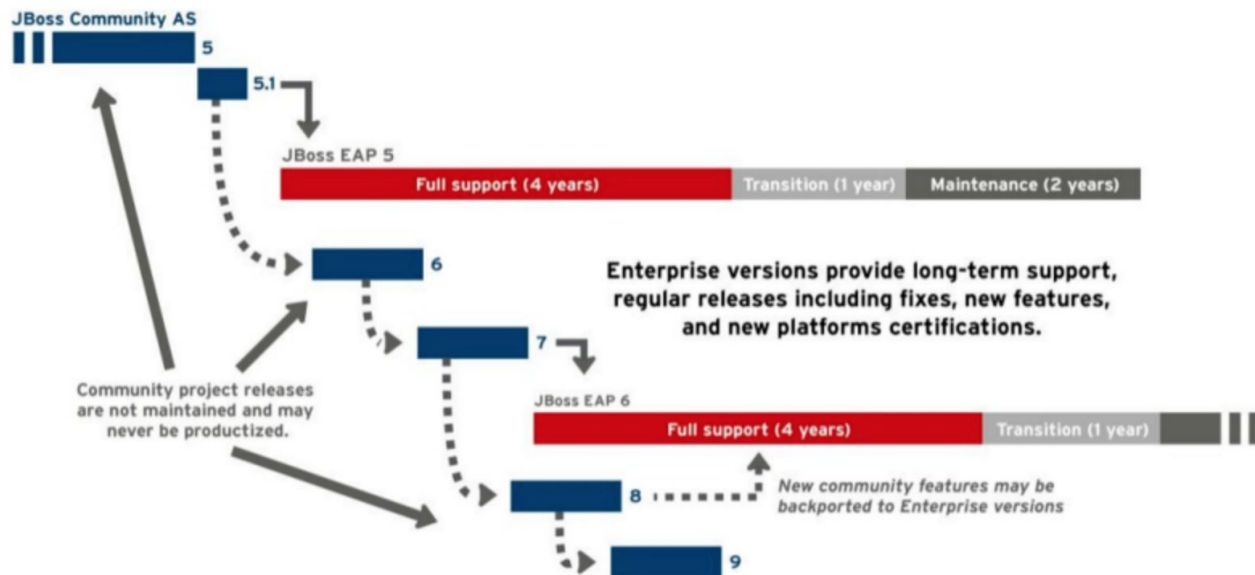 JBoss Community AS
5
5.1
JBoss EAP 5
Full support (4 years)
Transition (1 year)
Maintenance (2 years)
6
Enterprise versions provide long-term support,
regular releases including fixes, new features,
and new platforms certifications.
7
Community project releases
are not maintained and may
never be productized.
JBoss EAP 6
Full support (4 years)
Transition (1 year)
8
New community features may be
backported to Enterprise versions
9